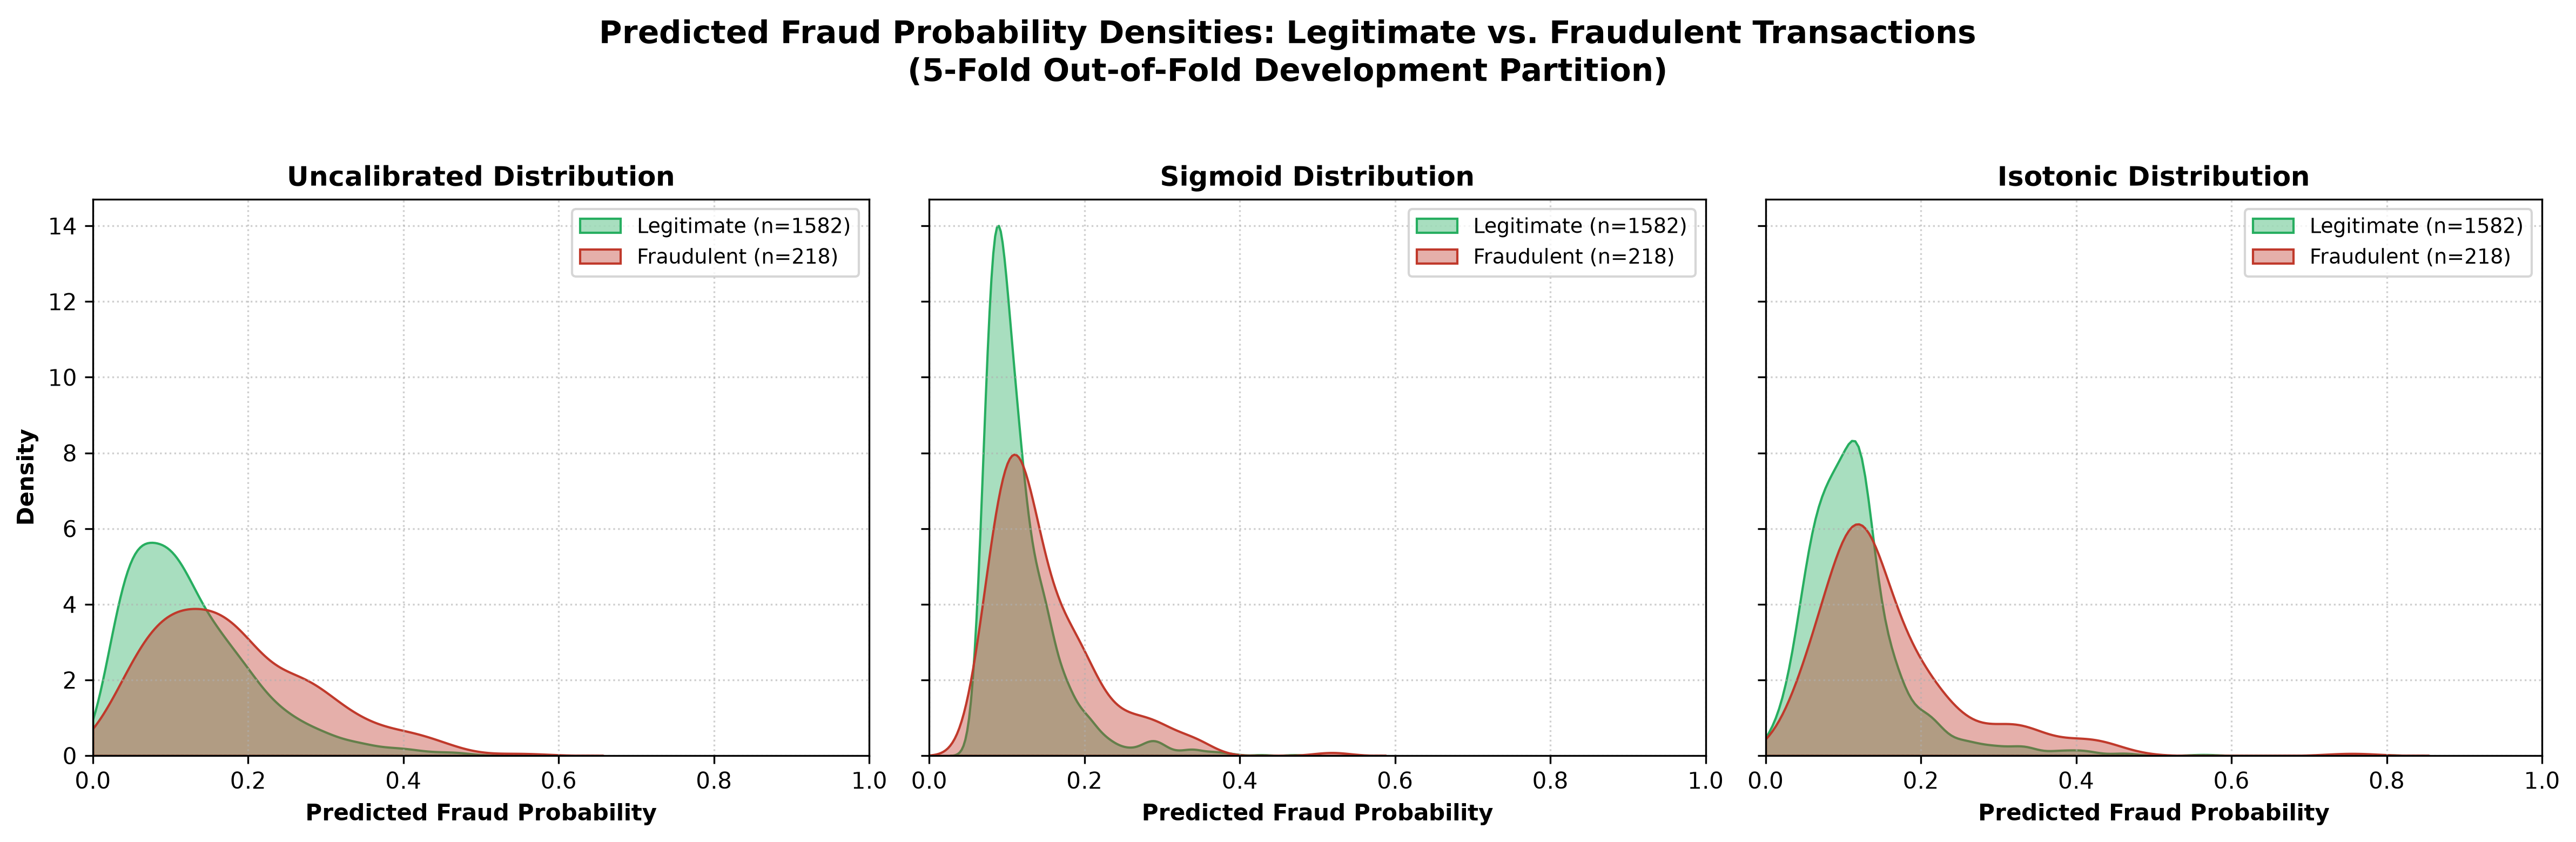 Predicted Fraud Probability Densities: Legitimate vs. Fraudulent Transactions
(5-Fold Out-of-Fold Development Partition)
Uncalibrated Distribution
Legitimate (n=1582)
Fraudulent (n=218)
14
12
10
8
6
4
2
0
Density
0.0 0.2 0.4 0.6 0.8 1.0
Predicted Fraud Probability
Sigmoid Distribution
Legitimate (n=1582)
Fraudulent (n=218)
0.0 0.2 0.4 0.6 0.8 1.0
Predicted Fraud Probability
Isotonic Distribution
Legitimate (n=1582)
Fraudulent (n=218)
0.0 0.2 0.4 0.6 0.8 1.0
Predicted Fraud Probability